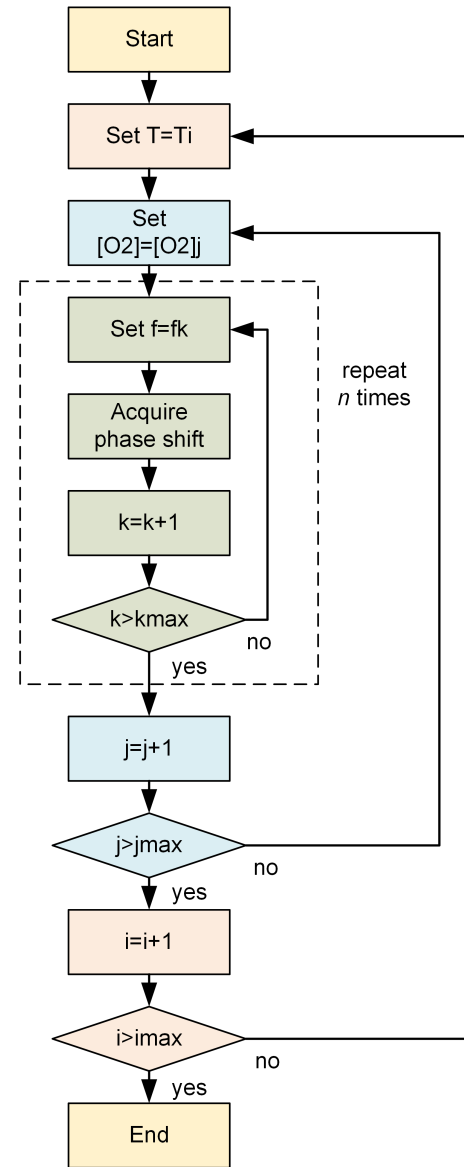 Start
Set T=Ti
Set
[O2]=[O2]j
Set f=fk
repeat
n times
Acquire
phase shift
k=k+1
k>kmax
no
yes
j=j+1
j>jmax
no
yes
i=i+1
i>imax
no
yes
End